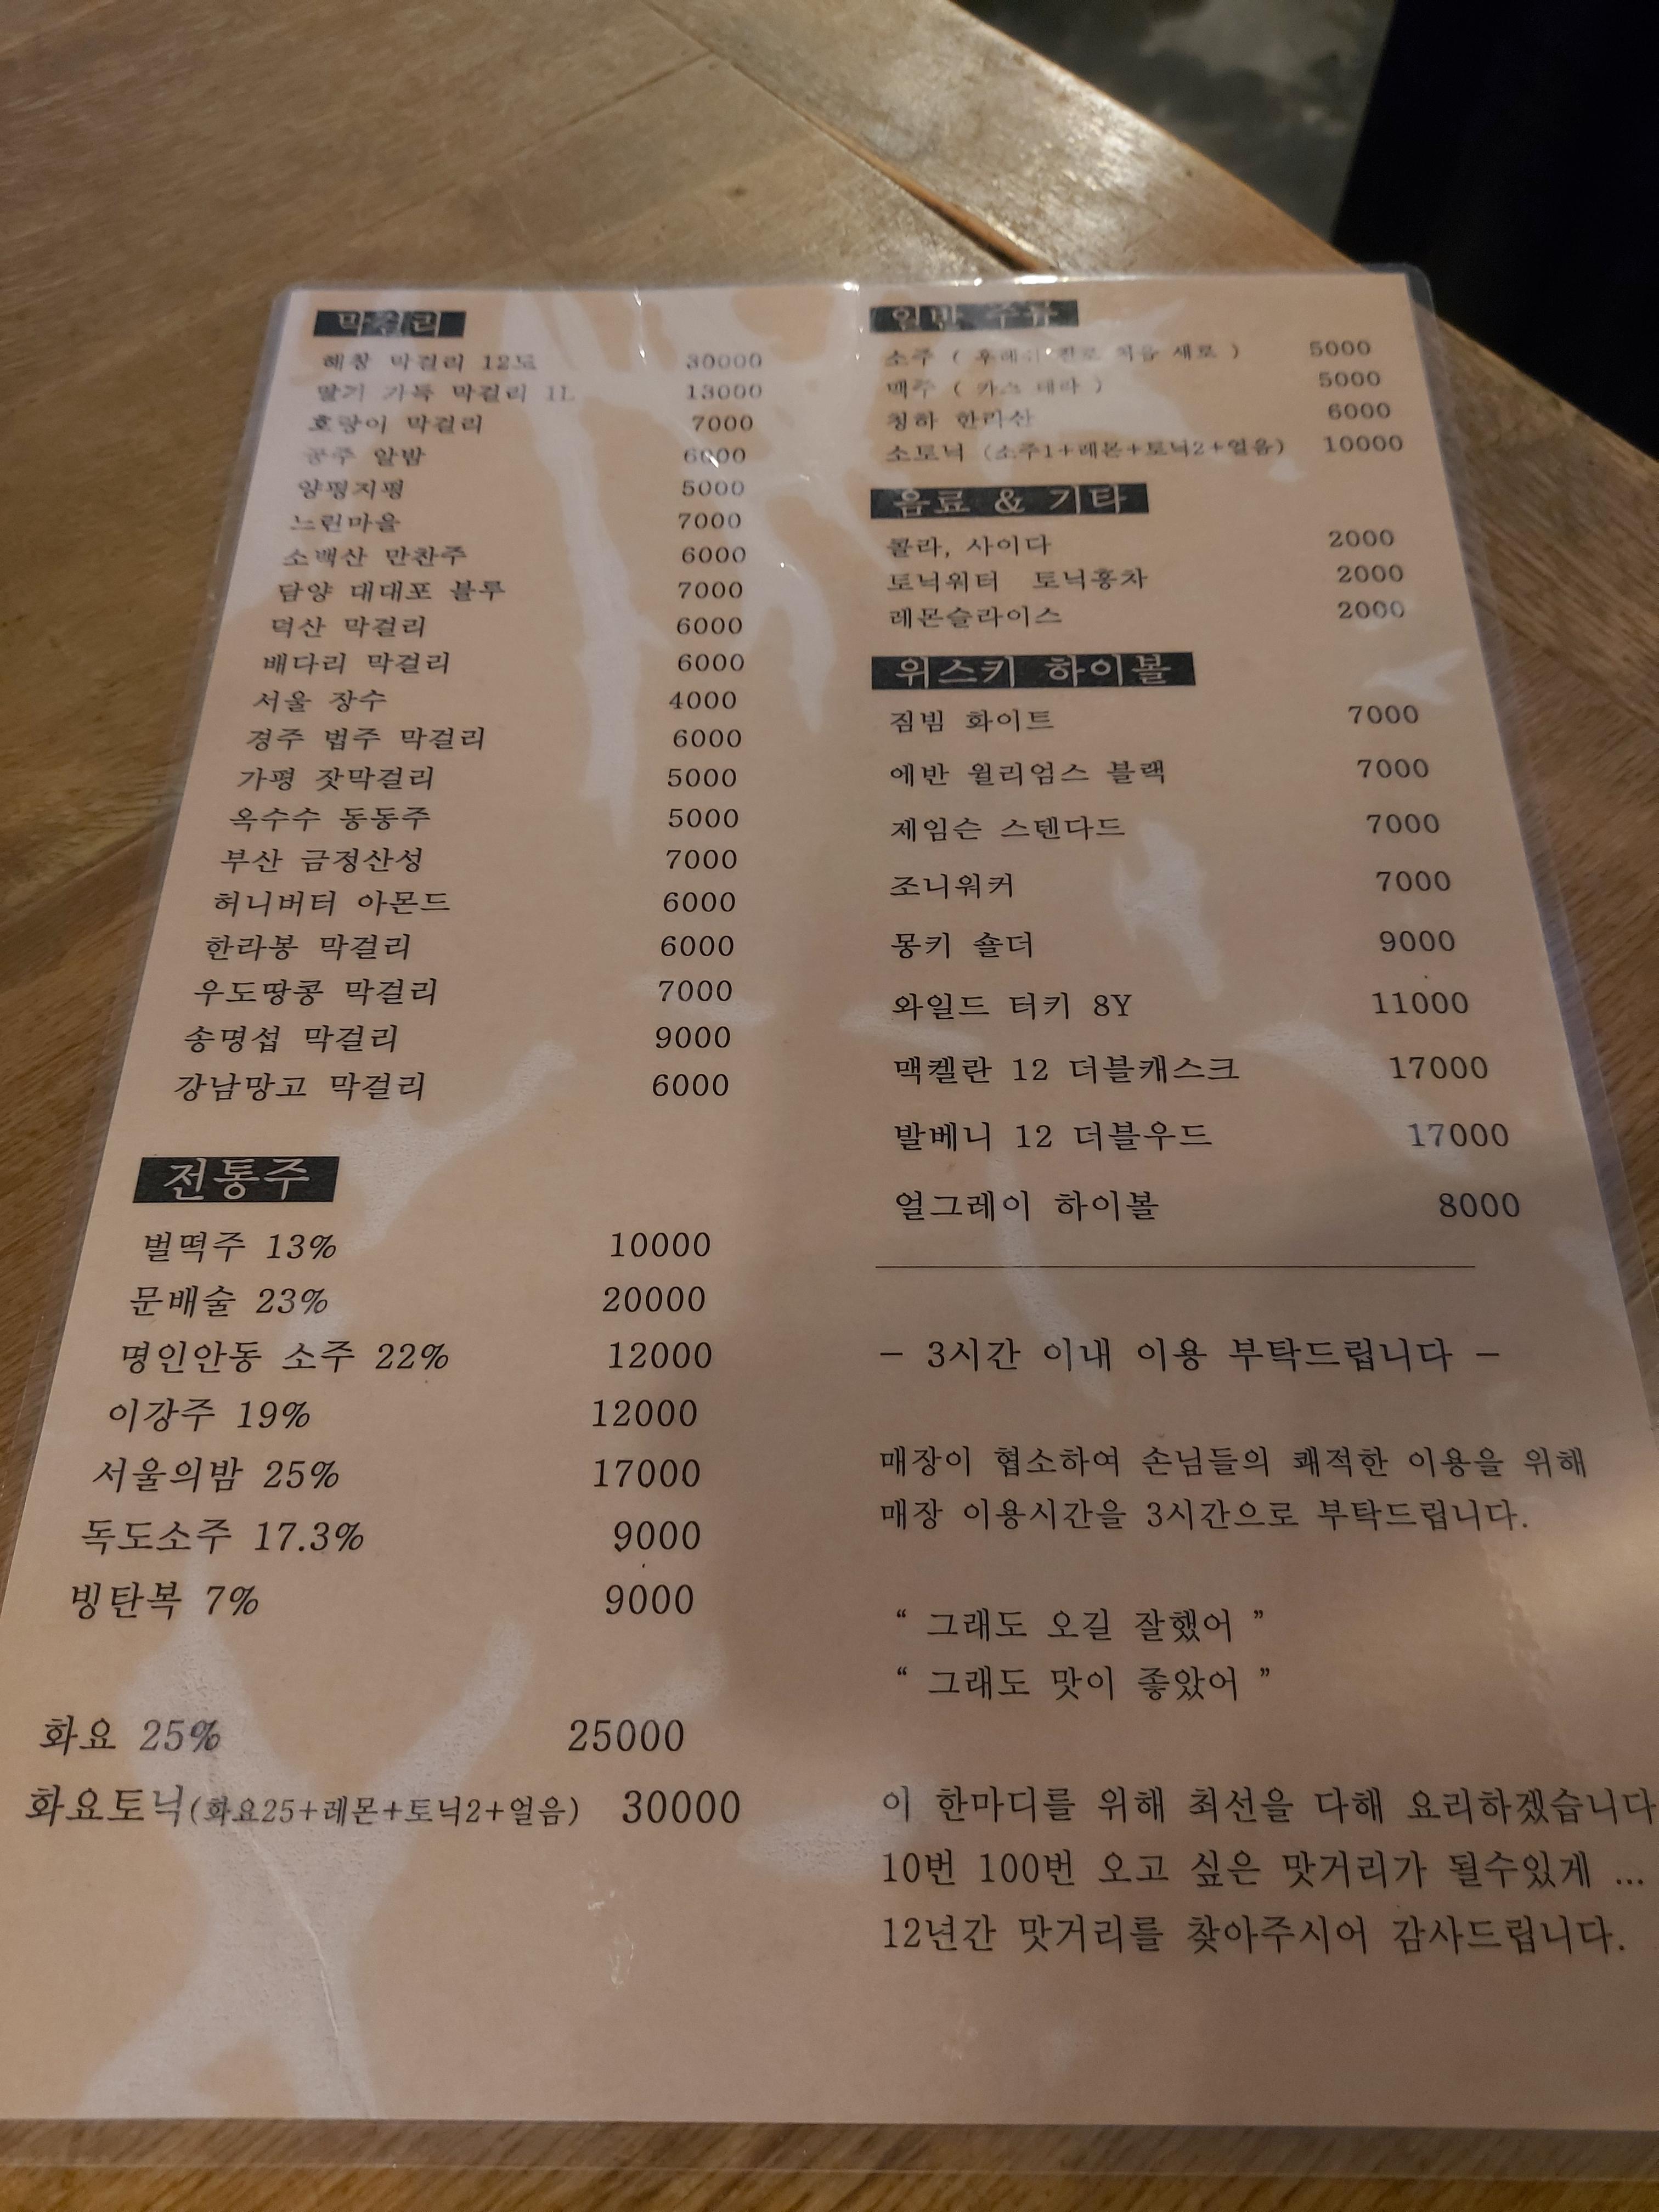 막걸리
해창 막걸리 12도 30000
딸기 가득 막걸리 1L 13000
호랑이 막걸리 7000
공주 알밤 6000
양평지평 5000
느린마을 7000
소백산 만찬주 6000
담양 대대포 블루 7000
덕산 막걸리 6000
배다리 막걸리 6000
서울 장수 4000
경주 법주 막걸리 6000
가평 잣막걸리 5000
옥수수 동동주 5000
부산 금정산성 7000
허니버터 아몬드 6000
한라봉 막걸리 6000
우도땅콩 막걸리 7000
송명섭 막걸리 9000
강남망고 막걸리 6000
전통주
벌떡주 13% 10000
문배술 23% 20000
명인안동 소주 22% 12000
이강주 19% 12000
서울의밤 25% 17000
독도소주 17.3% 9000
빙탄복 7% 9000
화요 25% 25000
화요토닉(화요25+레몬+토닉2+얼음) 30000
일반 주류
소주 ( 후레쉬 진로 처음 새로 ) 5000
맥주 ( 카스 테라 ) 5000
청하 한라산 6000
소토닉 (소주1+레몬+토닉2+얼음) 10000
음료 & 기타
콜라, 사이다 2000
토닉워터 토닉홍차 2000
레몬슬라이스 2000
위스키 하이볼
짐빔 화이트 7000
에반 윌리엄스 블랙 7000
제임슨 스텐다드 7000
조니워커 7000
몽키 숄더 9000
와일드 터키 8Y 11000
맥켈란 12 더블캐스크 17000
발베니 12 더블우드 17000
얼그레이 하이볼 8000
- 3시간 이내 이용 부탁드립니다 -
매장이 협소하여 손님들의 쾌적한 이용을 위해
매장 이용시간을 3시간으로 부탁드립니다.
“ 그래도 오길 잘했어 ”
“ 그래도 맛이 좋았어 ”
이 한마디를 위해 최선을 다해 요리하겠습니다
10번 100번 오고 싶은 맛거리가 될수있게 ...
12년간 맛거리를 찾아주시어 감사드립니다.